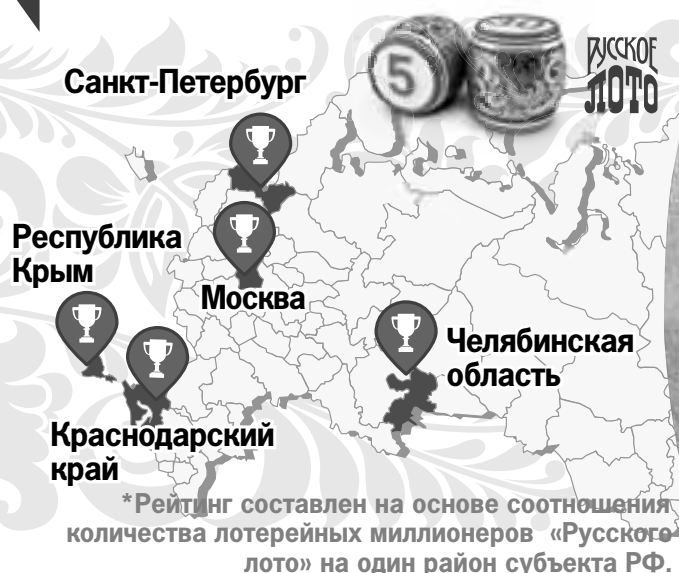 РУССКОЕ
ЛОТО
5
Санкт-Петербург
Республика
Крым
Москва
Челябинская
область
Краснодарский
край
*Рейтинг составлен на основе соотношения
количества лотерейных миллионеров «Русского
лото» на один район субъекта РФ.